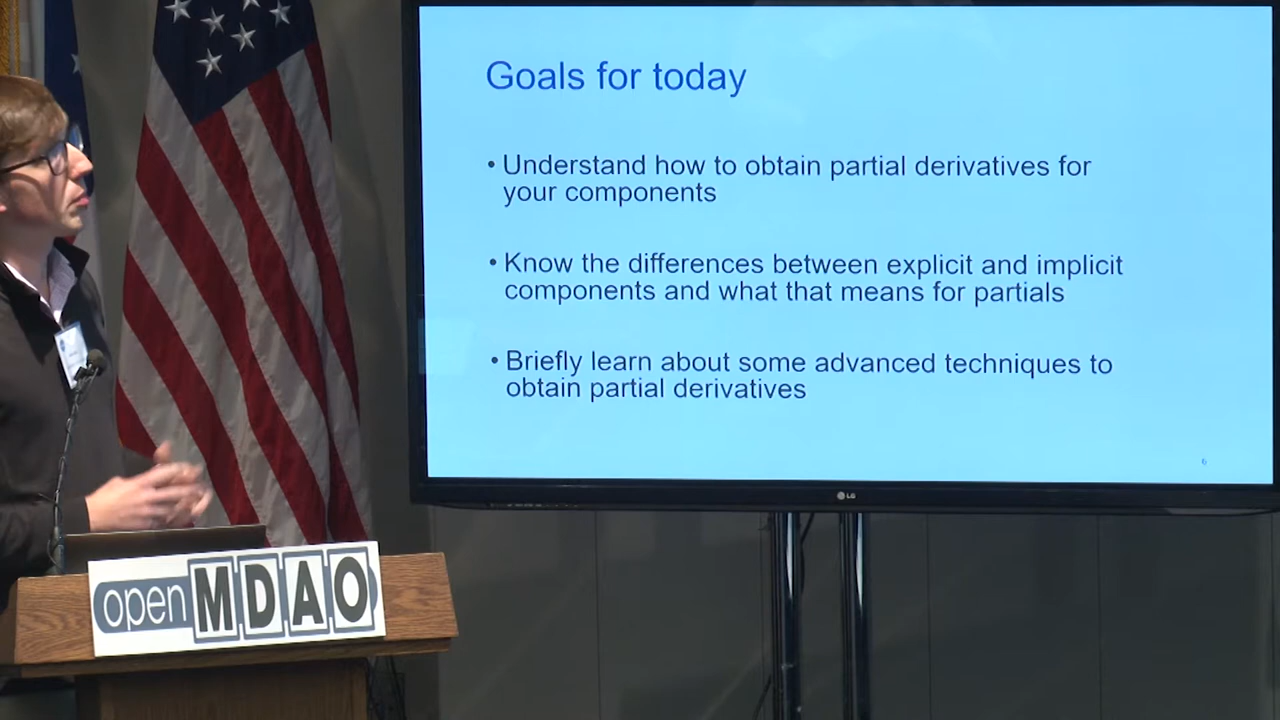 Goals for today
• Understand how to obtain partial derivatives for
your components
• Know the differences between explicit and implicit
components and what that means for partials
• Briefly learn about some advanced techniques to
obtain partial derivatives
6
LG
openMDAO